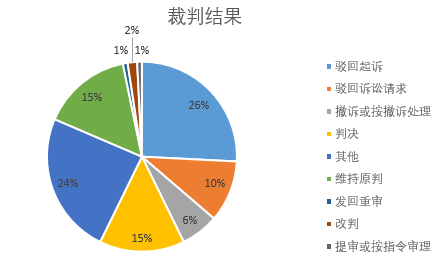 裁判结果
2%
1%
1%
26%
15%
10%
24%
6%
15%
驳回起诉
驳回诉讼请求
撤诉或按撤诉处理
判决
其他
维持原判
发回重审
改判
提审或按指令审理